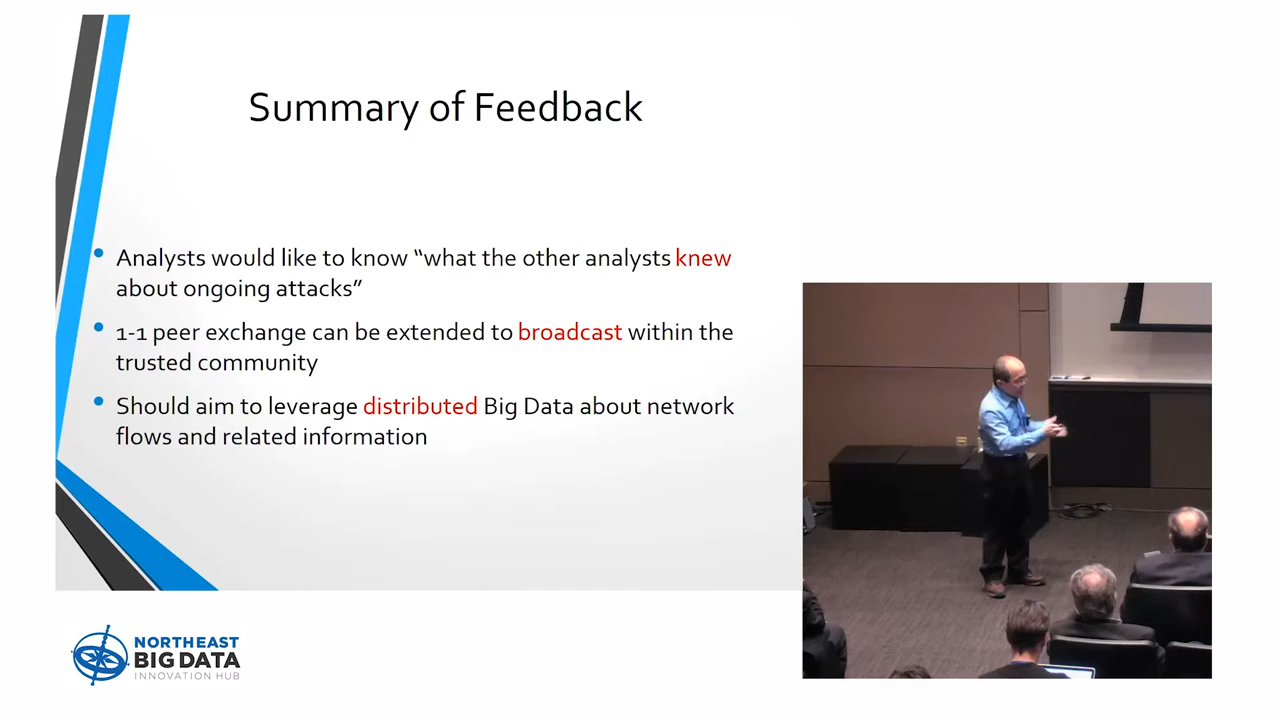 Summary of Feedback
• Analysts would like to know “what the other analysts knew
about ongoing attacks”
• 1-1 peer exchange can be extended to broadcast within the
trusted community
• Should aim to leverage distributed Big Data about network
flows and related information
NORTHEAST
BIG DATA
INNOVATION HUB